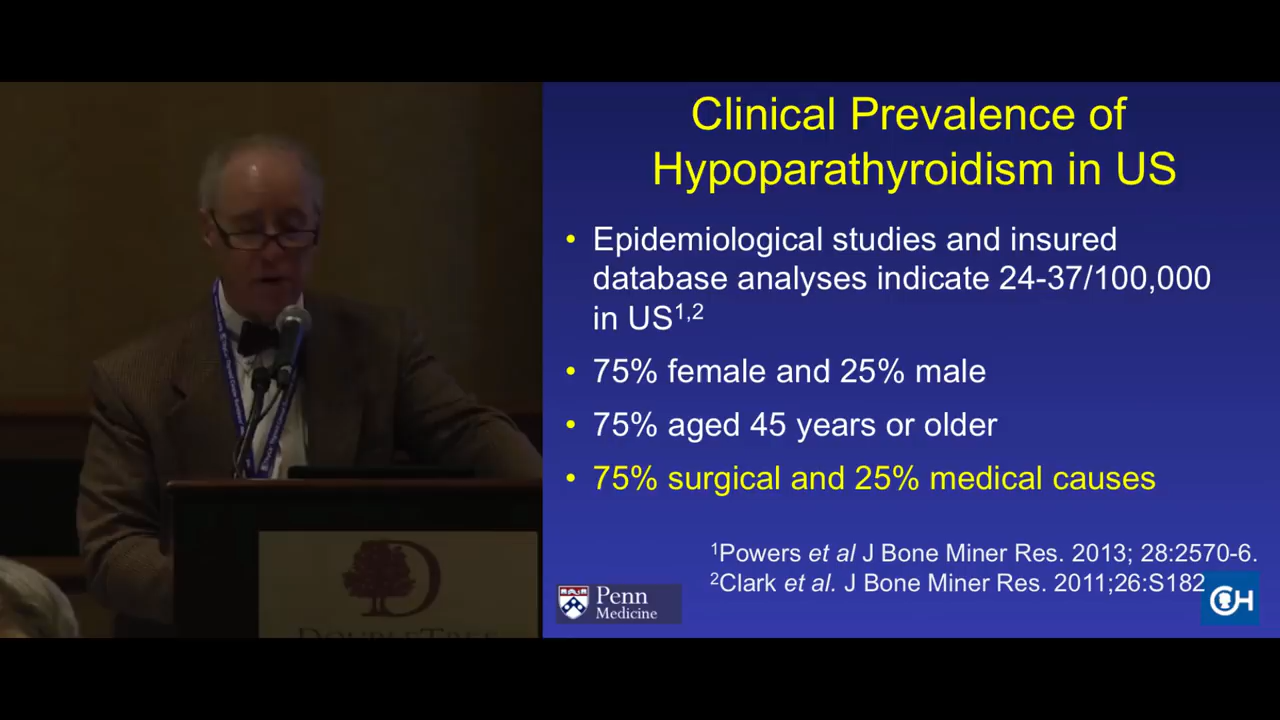 Clinical Prevalence of
Hypoparathyroidism in US
• Epidemiological studies and insured
database analyses indicate 24-37/100,000
in US1,2
• 75% female and 25% male
• 75% aged 45 years or older
• 75% surgical and 25% medical causes
1Powers et al J Bone Miner Res. 2013; 28:2570-6.
2Clark et al. J Bone Miner Res. 2011;26:S182
Penn
Medicine
CH
D
DOUBLETREE